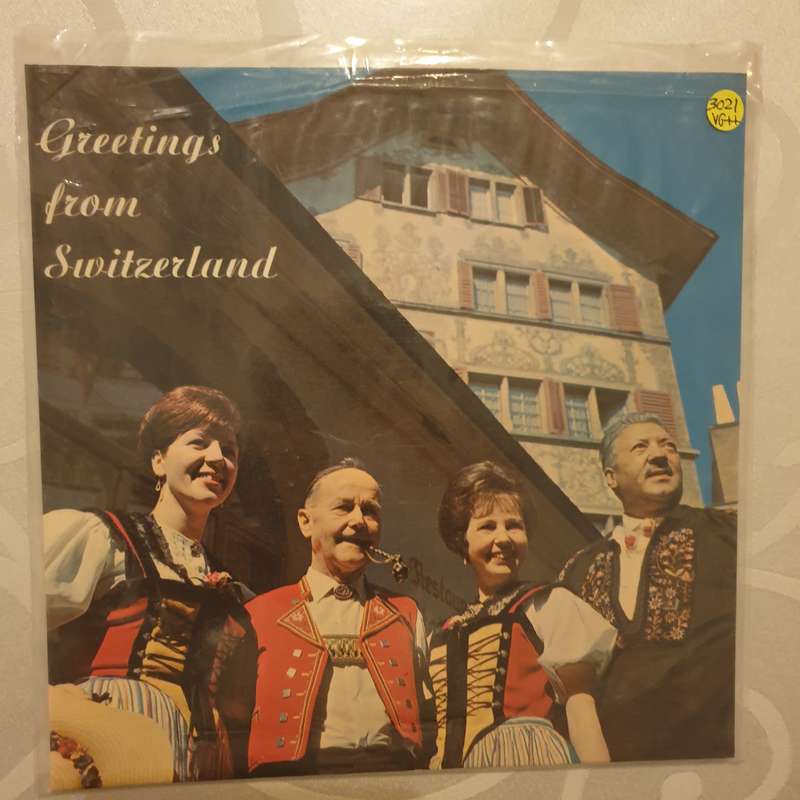 Greetings
from
Switzerland
3021
VG++